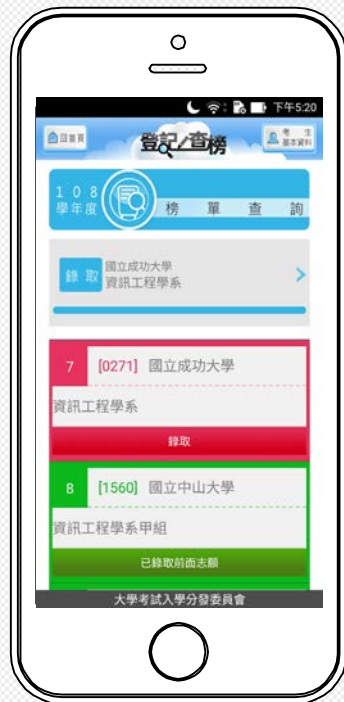 下午5:20
回首頁
登記/查榜
考生
基本資料
108
學年度
榜單查詢
錄取
國立成功大學
資訊工程學系
7 [0271] 國立成功大學
資訊工程學系
錄取
8 [1560] 國立中山大學
資訊工程學系甲組
已錄取前面志願
大學考試入學分發委員會